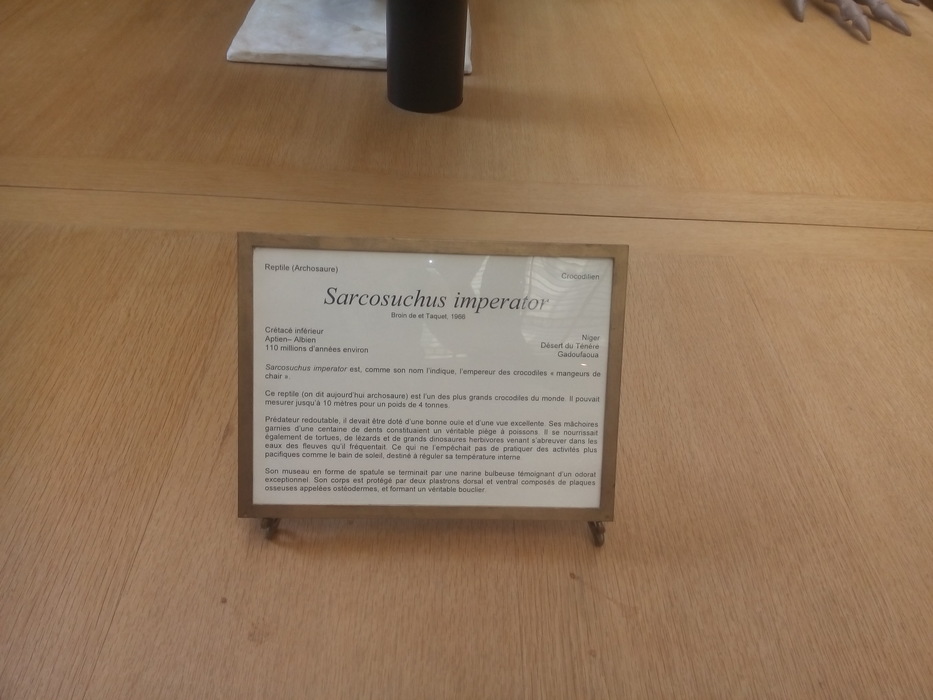 Reptile (Archosaure)
Crocodilien
Sarcosuchus imperator
Broin de et Taquet, 1966
Crétacé inférieur
Aptien– Albien
110 millions d'années environ
Niger
Désert du Ténéré
Gadoufaoua
Sarcosuchus imperator est, comme son nom l'indique, l'empereur des crocodiles « mangeurs de
chair ».
Ce reptile (on dit aujourd'hui archosaure) est l'un des plus grands crocodiles du monde. Il pouvait
mesurer jusqu'à 10 mètres pour un poids de 4 tonnes.
Prédateur redoutable, il devait être doté d'une bonne ouïe et d'une vue excellente. Ses mâchoires
garnies d'une centaine de dents constituaient un véritable piège à poissons. Il se nourrissait
également de tortues, de lézards et de grands dinosaures herbivores venant s'abreuver dans les
eaux des fleuves qu'il fréquentait. Ce qui ne l'empêchait pas de pratiquer des activités plus
pacifiques comme le bain de soleil, destiné à réguler sa température interne.
Son museau en forme de spatule se terminait par une narine bulbeuse témoignant d'un odorat
exceptionnel. Son corps est protégé par deux plastrons dorsal et ventral composés de plaques
osseuses appelées ostéodermes, et formant un véritable bouclier.